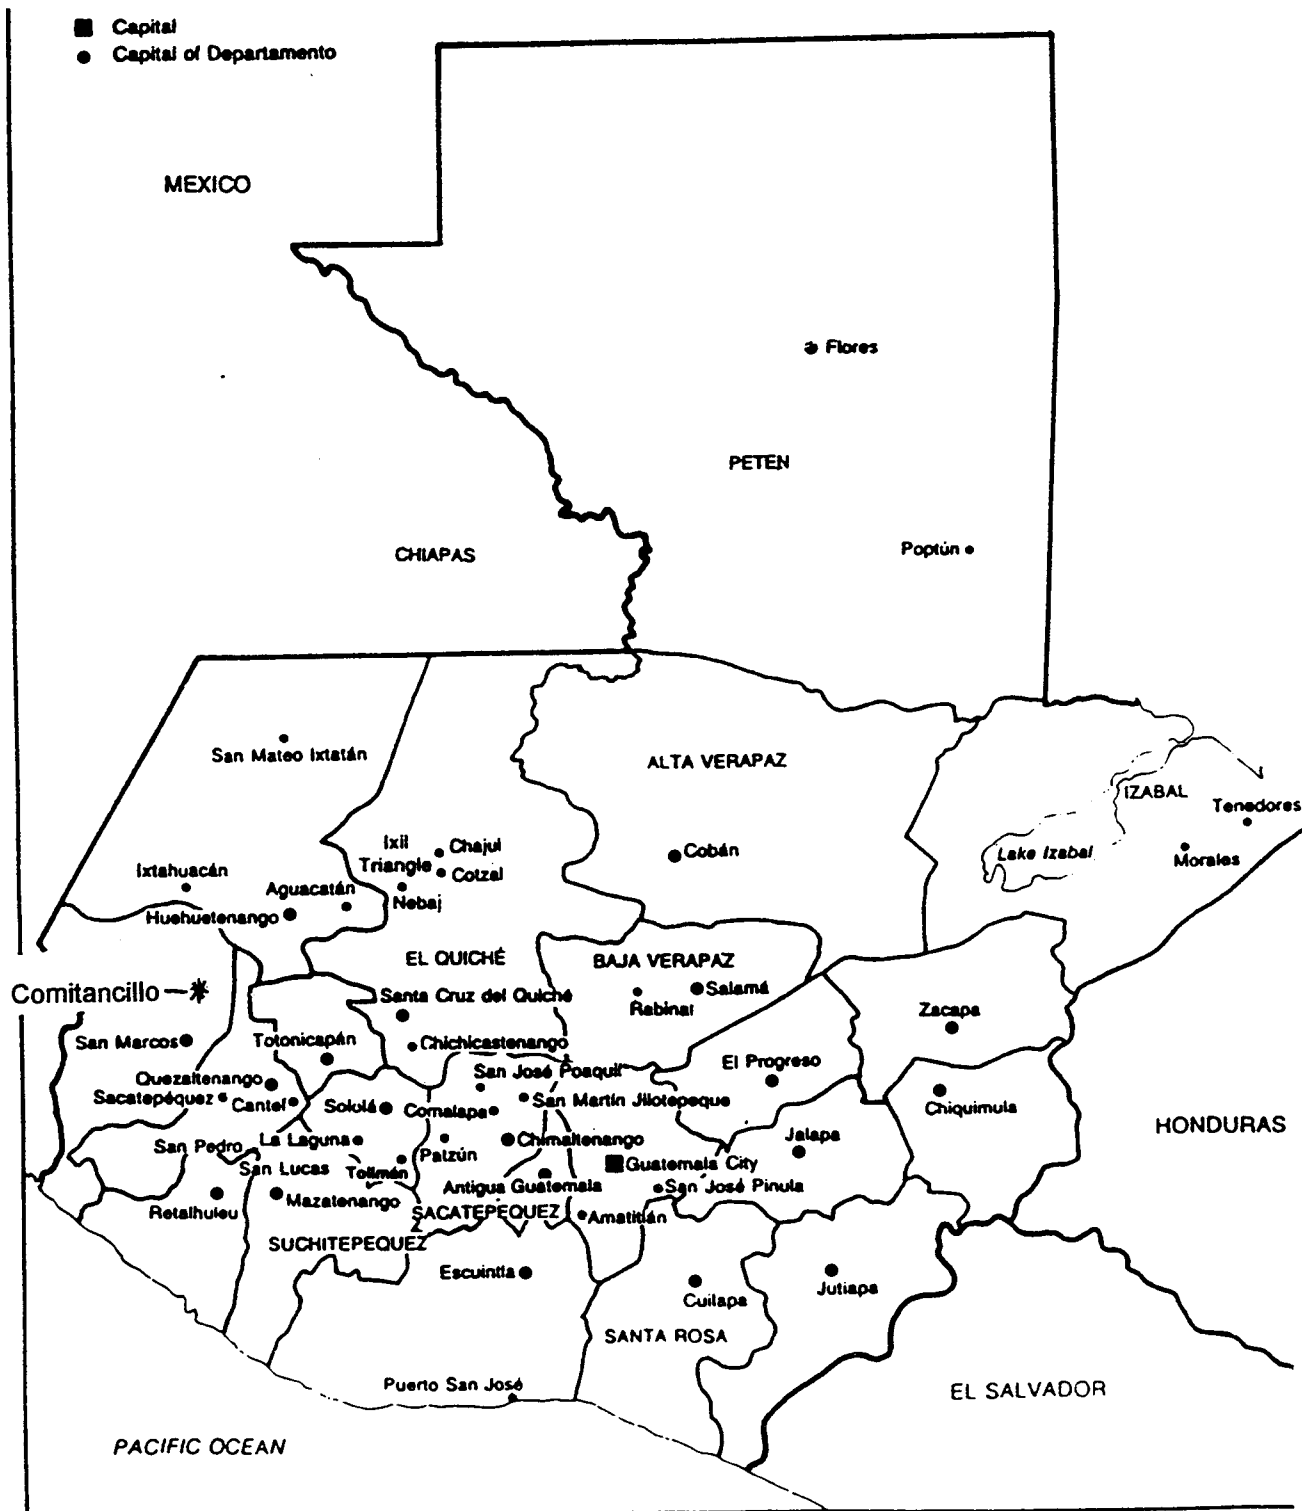 Capital
Capital of Departamento
MEXICO
Flores
PETEN
CHIAPAS
Poptún
San Mateo Ixtatán
ALTA VERAPAZ
IZABAL
Tenedores
Ixil
Triangle
Chajul
Cotzal
Nebaj
Cobán
Lake Izabal
Morales
Ixtahuacán
Aguacatán
Huehuetenango
EL QUICHÉ
BAJA VERAPAZ
Comitancillo
Santa Cruz del Quiché
Rabinal
Salamá
Zacapa
San Marcos
Totonicapán
Chichicastenango
El Progreso
San José Poaquil
Quezaltenango
Sacatepéquez
Cantel
Sololá
Comalapa
San Martín Jilotepeque
Chiquimula
HONDURAS
San Pedro
La Laguna
Patzún
Chimaltenango
Jalapa
San Lucas
Tolimán
Guatemala City
Antigua Guatemala
San José Pinula
Retalhuleu
Mazatenango
SACATEPEQUEZ
Amatitlán
SUCHITEPEQUEZ
Escuintla
Cuilapa
Jutiapa
SANTA ROSA
Puerto San José
EL SALVADOR
PACIFIC OCEAN